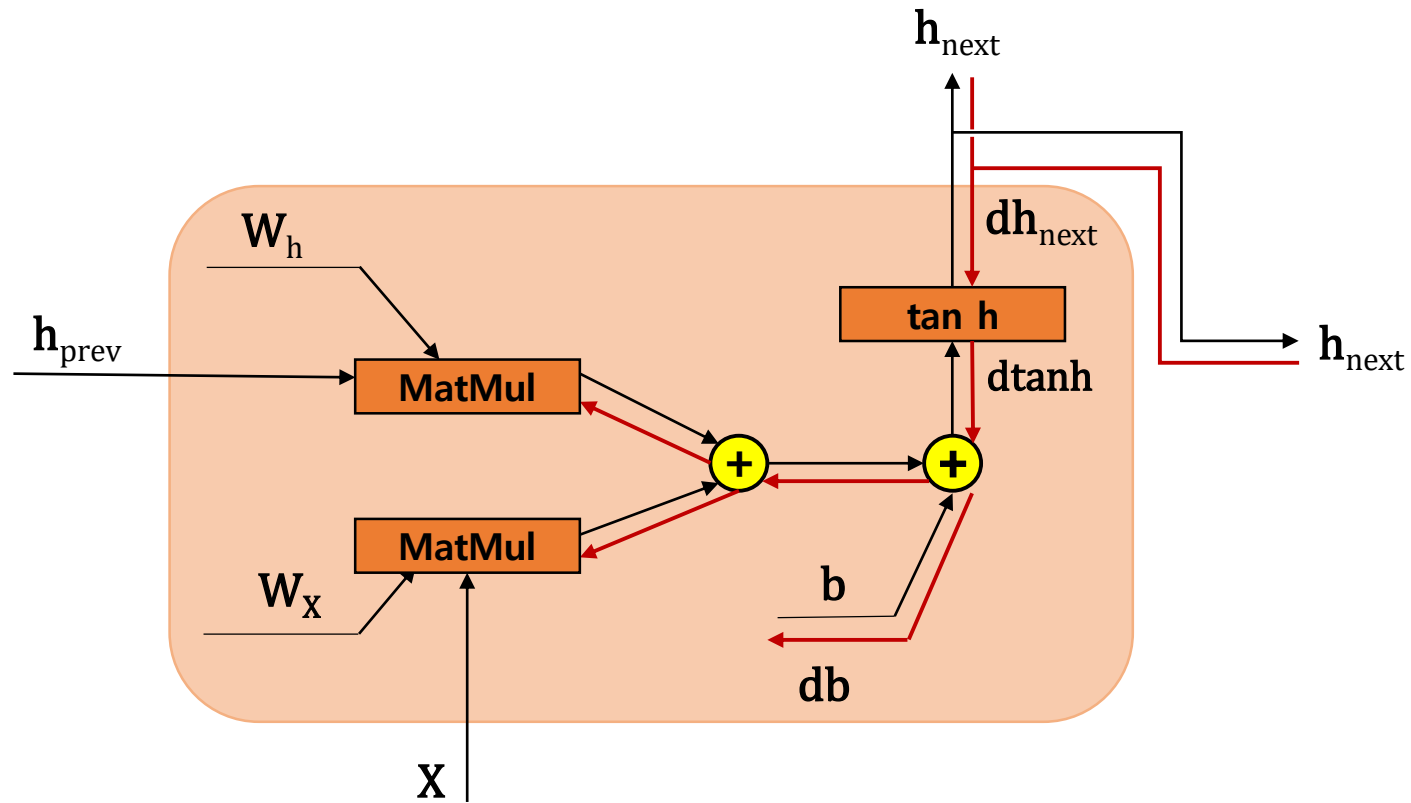 h_next
W_h
dh_next
tan h
h_prev
h_next
MatMul
dtanh
+
+
MatMul
W_X
b
db
X